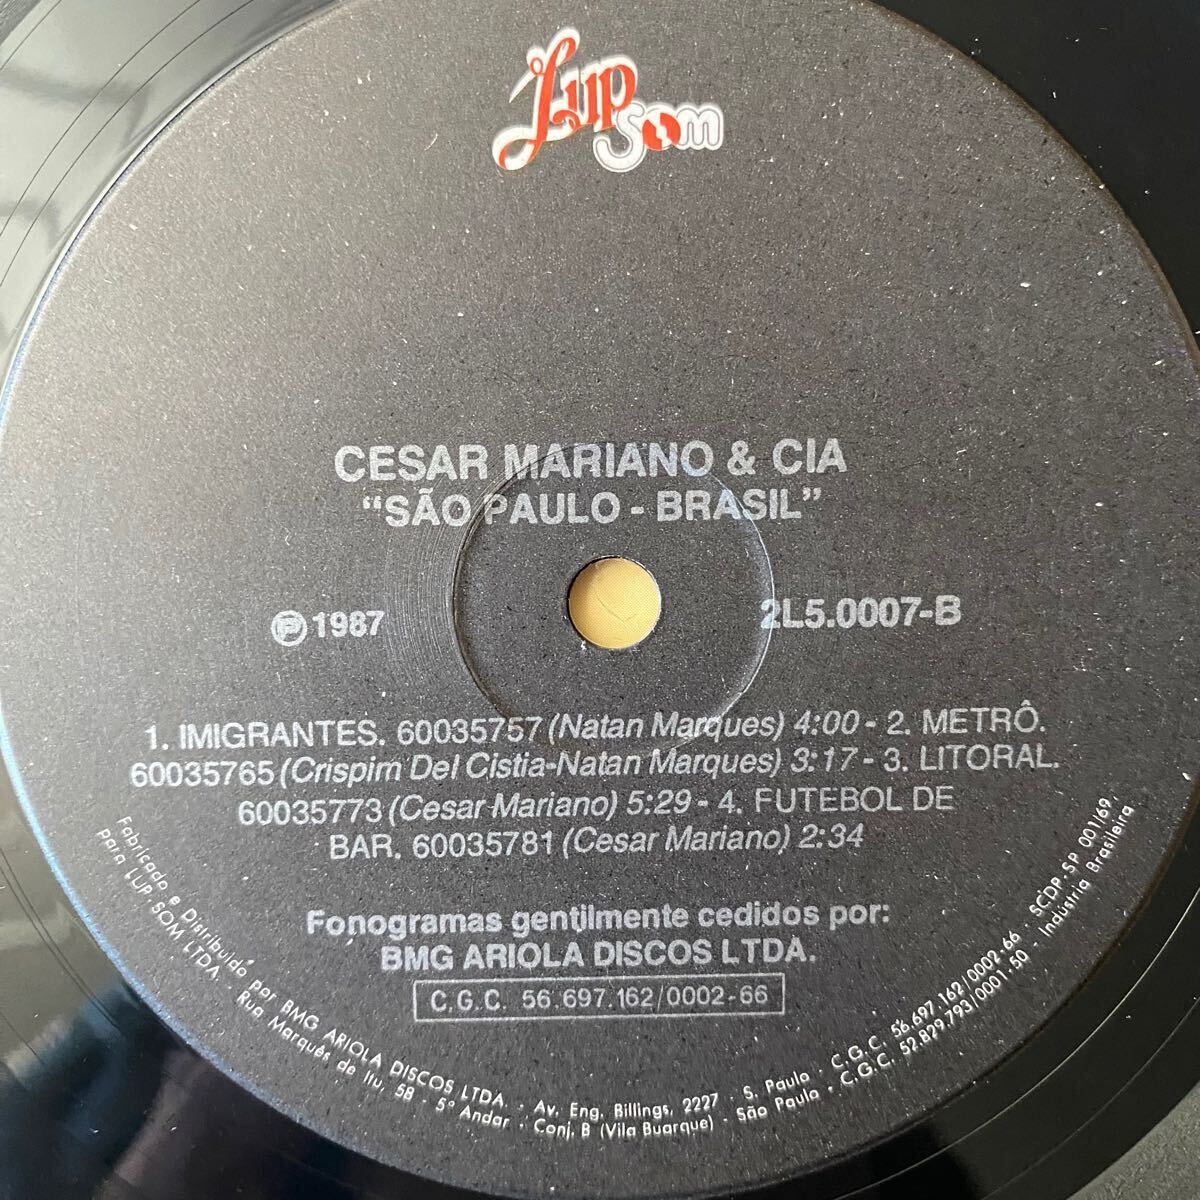 Lup
Som
CESAR MARIANO & CIA
“SÃO PAULO - BRASIL”
℗ 1987
2L5.0007-B
1. IMIGRANTES. 60035757 (Natan Marques) 4:00 - 2. METRÔ.
60035765 (Crispim Del Cistia-Natan Marques) 3:17 - 3. LITORAL.
60035773 (Cesar Mariano) 5:29 - 4. FUTEBOL DE
BAR. 60035781 (Cesar Mariano) 2:34
Fonogramas gentilmente cedidos por:
BMG ARIOLA DISCOS LTDA.
C.G.C. 56.697.162/0002-66
Fabricado e Distribuido por BMG ARIOLA DISCOS LTDA. - Av. Eng. Billings, 2227 - S. Paulo - C.G.C. 56.697.162/0002-66 - SCDP-SP 001/69
Para LUP-SOM LTDA. - Rua Marquês de Itu, 58 - 5º Andar - Conj. B (Vila Buarque) - São Paulo - C.G.C. 52.829.793/0001-50 - Indústria Brasileira